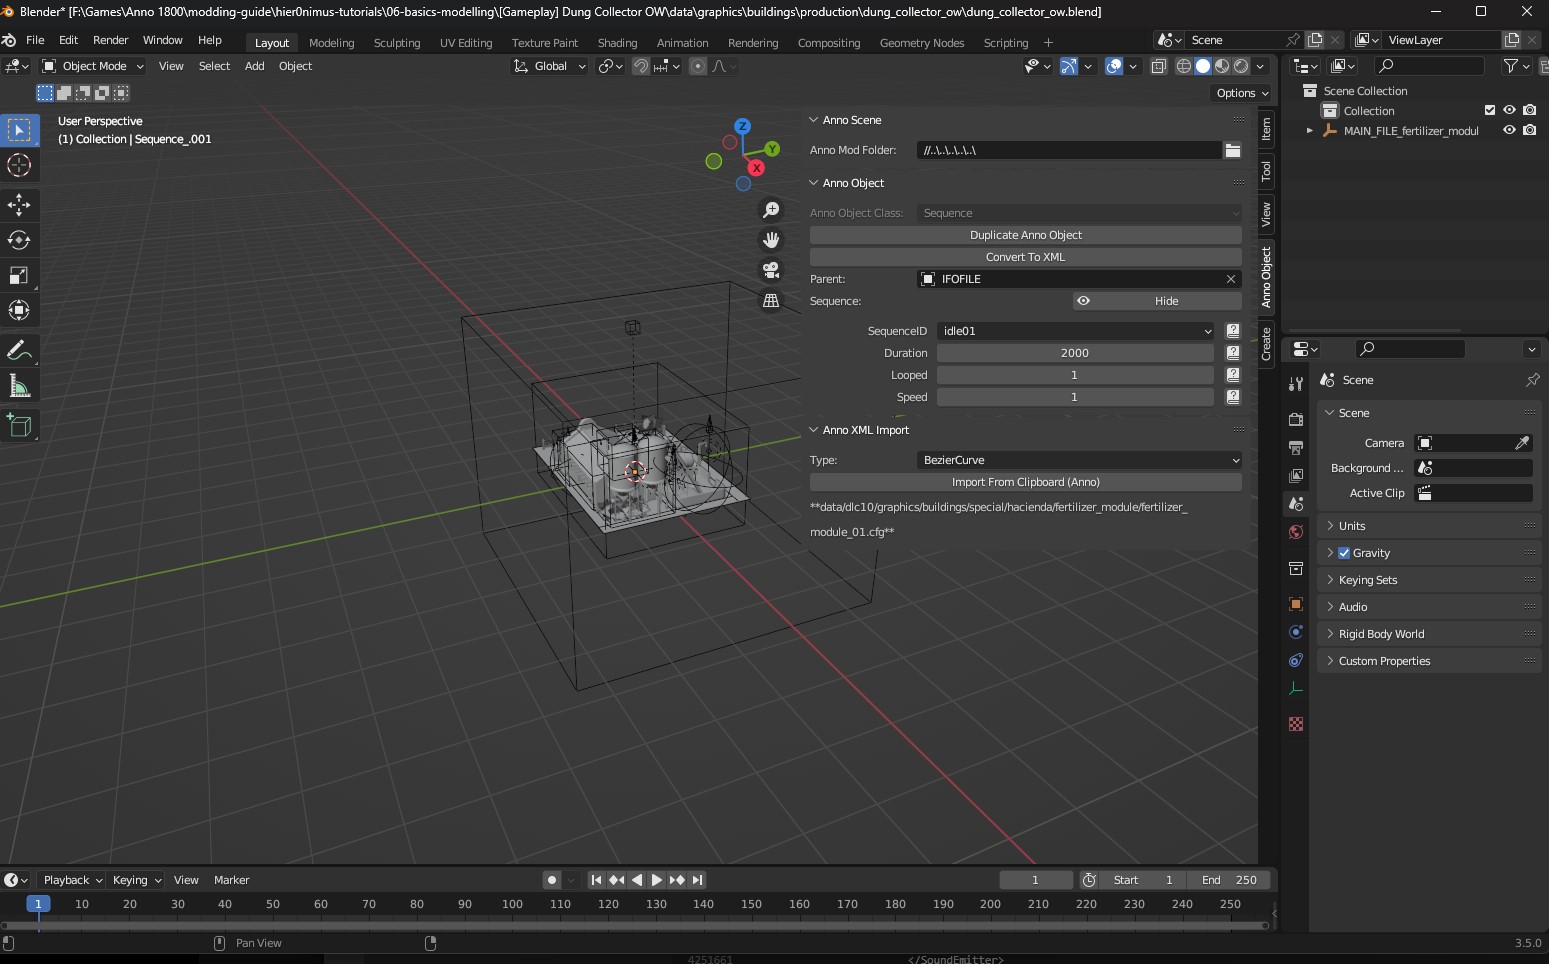 Blender* [F:\Games\Anno 1800\modding-guide\hier0nimus-tutorials\06-basics-modelling\[Gameplay] Dung Collector OW\data\graphics\buildings\production\dung_collector_ow\dung_collector_ow.blend]
File Edit Render Window Help Layout Modeling Sculpting UV Editing Texture Paint Shading Animation Rendering Compositing Geometry Nodes Scripting + Scene ViewLayer
Object Mode View Select Add Object Global
Options
User Perspective
(1) Collection | Sequence_.001
Z
Y
X
Anno Scene
Anno Mod Folder: //..\..\..\..\..\
Anno Object
Anno Object Class: Sequence
Duplicate Anno Object
Convert To XML
Parent: IFOFILE
Sequence: Hide
SequenceID idle01
Duration 2000
Looped 1
Speed 1
Anno XML Import
Type: BezierCurve
Import From Clipboard (Anno)
**data/dlc10/graphics/buildings/special/hacienda/fertilizer_module/fertilizer_
module_01.cfg**
Item
Tool
View
Anno Object
Create
Scene Collection
Collection
MAIN_FILE_fertilizer_modul
Scene
Scene
Camera
Background ...
Active Clip
Units
Gravity
Keying Sets
Audio
Rigid Body World
Custom Properties
Playback Keying View Marker 1 Start 1 End 250
1 10 20 30 40 50 60 70 80 90 100 110 120 130 140 150 160 170 180 190 200 210 220 230 240 250
Pan View 3.5.0
4251661 </SoundEmitter>